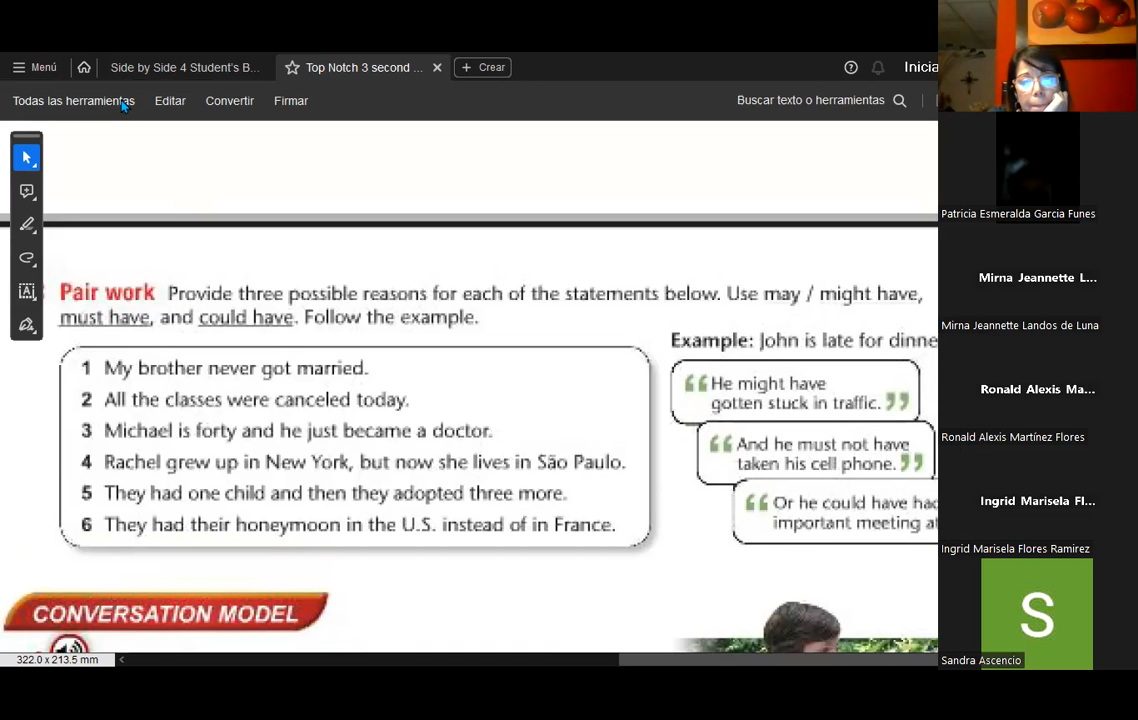 Menú
Side by Side 4 Student's B...
Top Notch 3 second ...
Crear
Inicia
Todas las herramientas
Editar
Convertir
Firmar
Buscar texto o herramientas
Pair work Provide three possible reasons for each of the statements below. Use may / might have,
must have, and could have. Follow the example.
1 My brother never got married.
2 All the classes were canceled today.
3 Michael is forty and he just became a doctor.
4 Rachel grew up in New York, but now she lives in São Paulo.
5 They had one child and then they adopted three more.
6 They had their honeymoon in the U.S. instead of in France.
Example: John is late for dinne
“He might have
gotten stuck in traffic.”
“And he must not have
taken his cell phone.”
“Or he could have had
important meeting at
CONVERSATION MODEL
322.0 x 213.5 mm
Patricia Esmeralda Garcia Funes
Mirna Jeannette L...
Mirna Jeannette Landos de Luna
Ronald Alexis Ma...
Ronald Alexis Martínez Flores
Ingrid Marisela Fl...
Ingrid Marisela Flores Ramirez
S
Sandra Ascencio